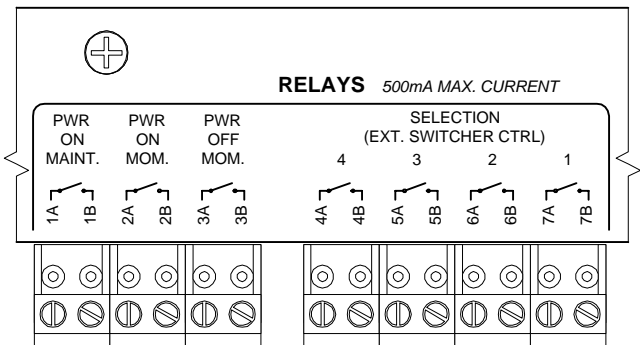 RELAYS 500mA MAX. CURRENT
PWR ON MAINT.
PWR ON MOM.
PWR OFF MOM.
SELECTION
(EXT. SWITCHER CTRL)
4 3 2 1
1A 1B 2A 2B 3A 3B 4A 4B 5A 5B 6A 6B 7A 7B